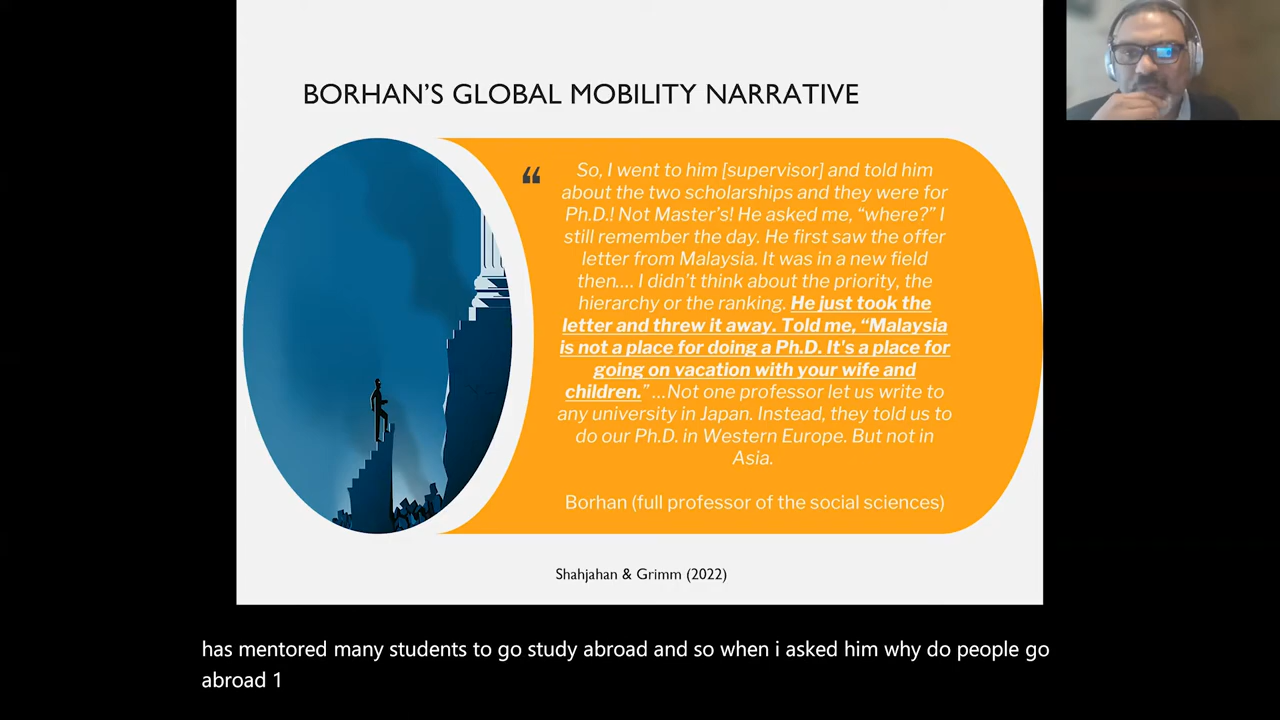 BORHAN'S GLOBAL MOBILITY NARRATIVE
“
So, I went to him [supervisor] and told him
about the two scholarships and they were for
Ph.D.! Not Master's! He asked me, “where?” I
still remember the day. He first saw the offer
letter from Malaysia. It was in a new field
then.... I didn't think about the priority, the
hierarchy or the ranking. He just took the
letter and threw it away. Told me, “Malaysia
is not a place for doing a Ph.D. It's a place for
going on vacation with your wife and
children.” ...Not one professor let us write to
any university in Japan. Instead, they told us to
do our Ph.D. in Western Europe. But not in
Asia.
Borhan (full professor of the social sciences)
Shahjahan & Grimm (2022)
has mentored many students to go study abroad and so when i asked him why do people go
abroad 1